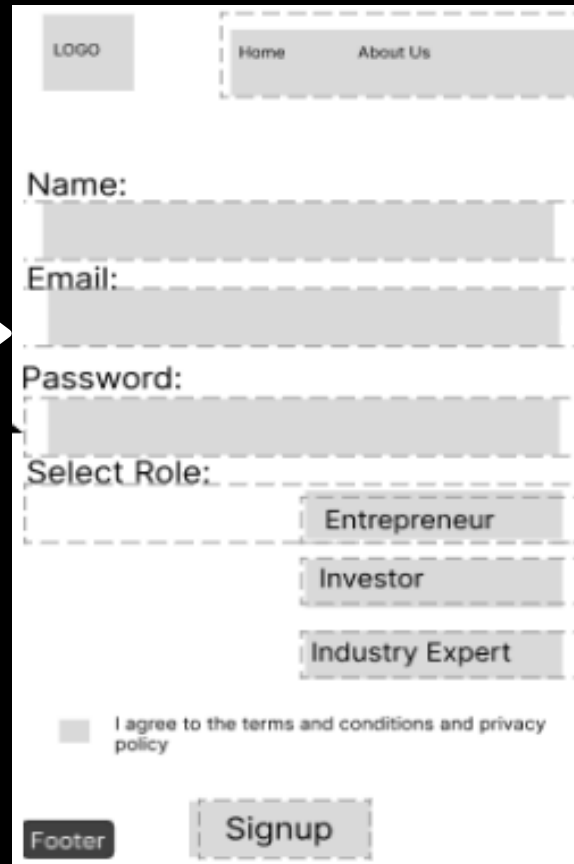 LOGO
Home About Us
Name:
Email:
Password:
Select Role:
Entrepreneur
Investor
Industry Expert
I agree to the terms and conditions and privacy
policy
Signup
Footer